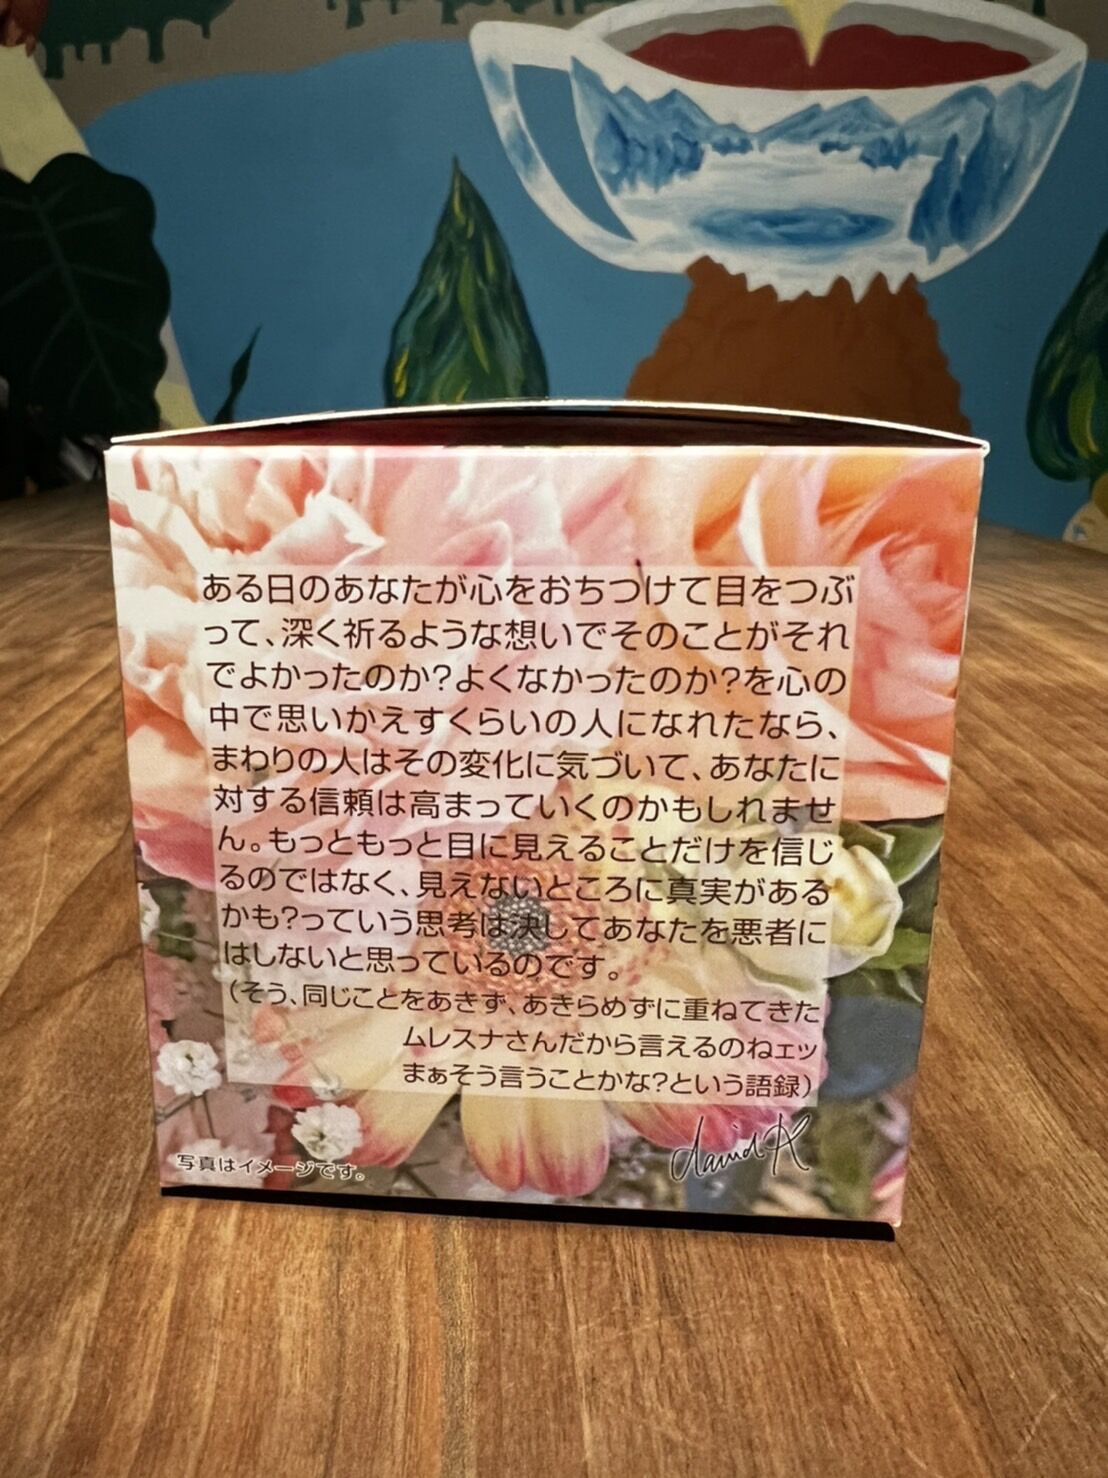 ある日のあなたが心をおちつけて目をつぶ
って、深く祈るような想いでそのことがそれ
でよかったのか?よくなかったのか?を心の
中で思いかえすくらいの人になれたなら、
まわりの人はその変化に気づいて、あなたに
対する信頼は高まっていくのかもしれませ
ん。もっともっと目に見えることだけを信じ
るのではなく、見えないところに真実がある
かも?っていう思考は決してあなたを悪者に
はしないと思っているのです。
(そう、同じことをあきず、あきらめずに重ねてきた
ムレスナさんだから言えるのねェッ
まぁそう言うことかな?という語録)
david K
写真はイメージです。